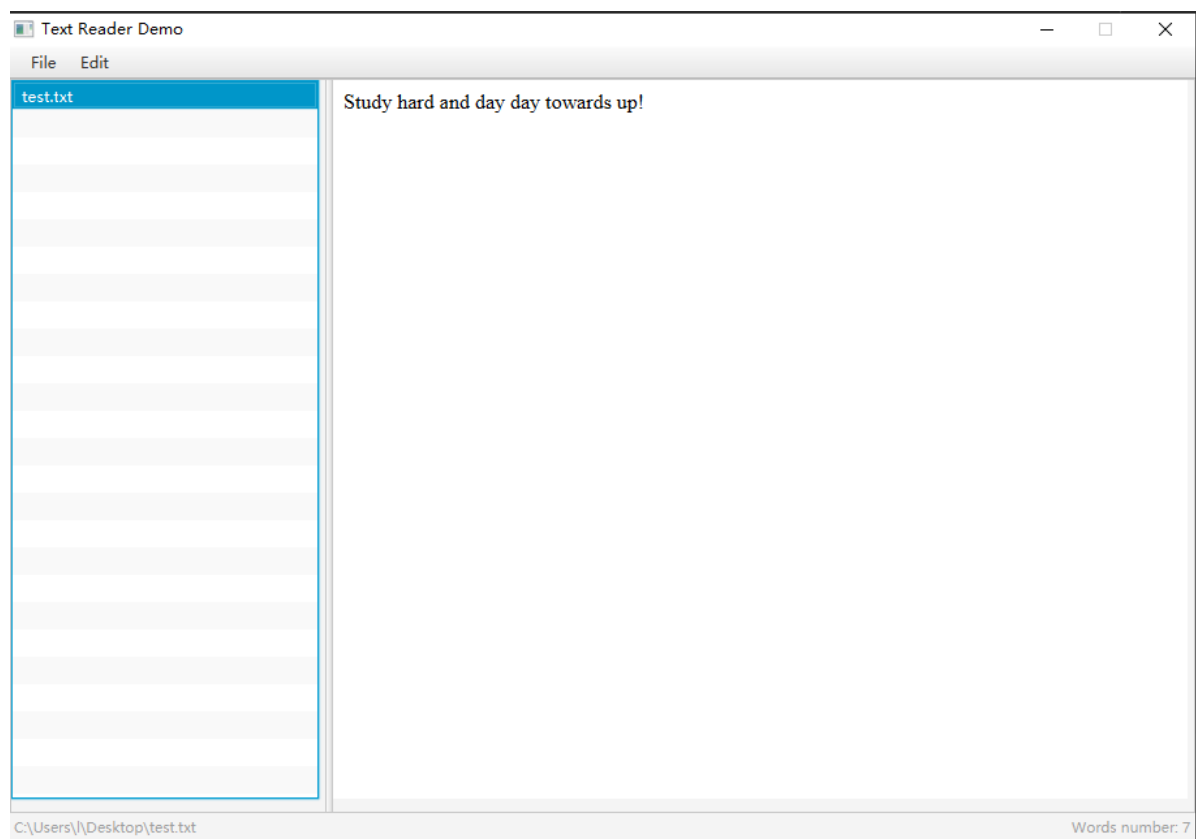 Text Reader Demo
File Edit
test.txt
Study hard and day day towards up!
C:\Users\l\Desktop\test.txt
Words number: 7